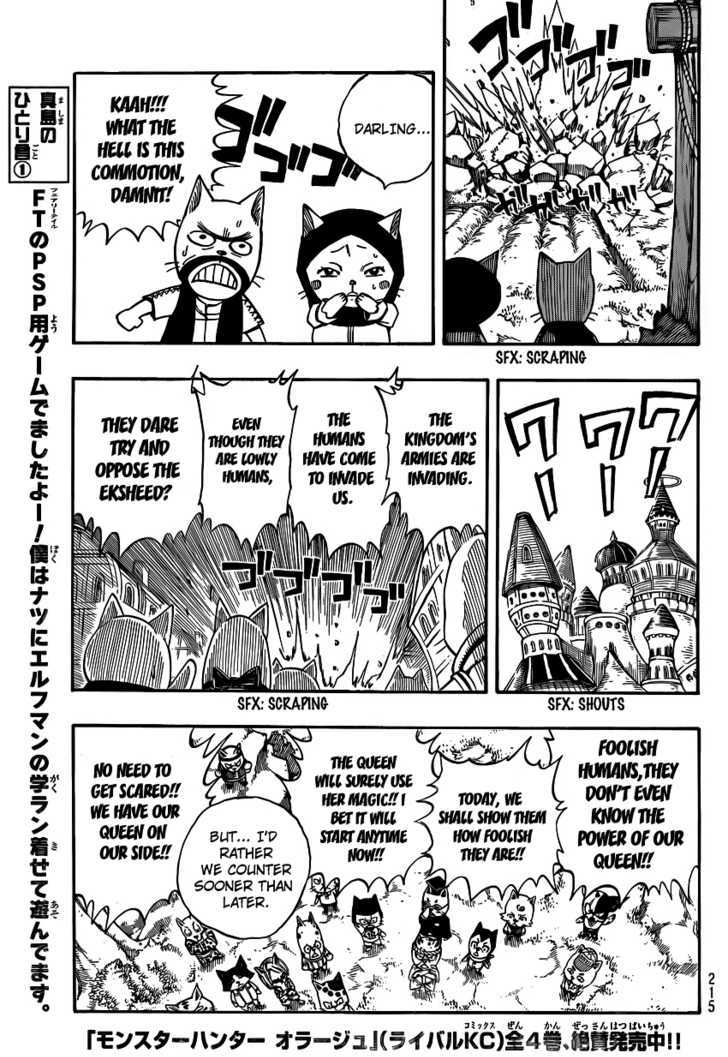 5
ズズズ
ガガガガガ
SFX: SCRAPING
DARLING...
KAAH!!!
WHAT THE
HELL IS THIS
COMMOTION,
DAMNIT!
ゴゴゴ
真島の
ひとり言①
FTのPSP用ゲームでましたよー！僕はナツにエルフマンの学ラン着せて遊んでます。
ワー ワー
SFX: SHOUTS
THE
KINGDOM'S
ARMIES ARE
INVADING.
THE
HUMANS
HAVE COME
TO INVADE
US.
EVEN
THOUGH THEY
ARE LOWLY
HUMANS,
THEY DARE
TRY AND
OPPOSE THE
EKSHEED?
ゴゴゴ
SFX: SCRAPING
FOOLISH
HUMANS,THEY
DON'T EVEN
KNOW THE
POWER OF OUR
QUEEN!!
TODAY, WE
SHALL SHOW THEM
HOW FOOLISH
THEY ARE!!
THE QUEEN
WILL SURELY USE
HER MAGIC!! I
BET IT WILL
START ANYTIME
NOW!!
BUT... I'D
RATHER
WE COUNTER
SOONER THAN
LATER.
NO NEED TO
GET SCARED!!
WE HAVE OUR
QUEEN ON
OUR SIDE!!
215
『モンスターハンター オラージュ』(ライバルKC)全4巻、絶賛発売中!!